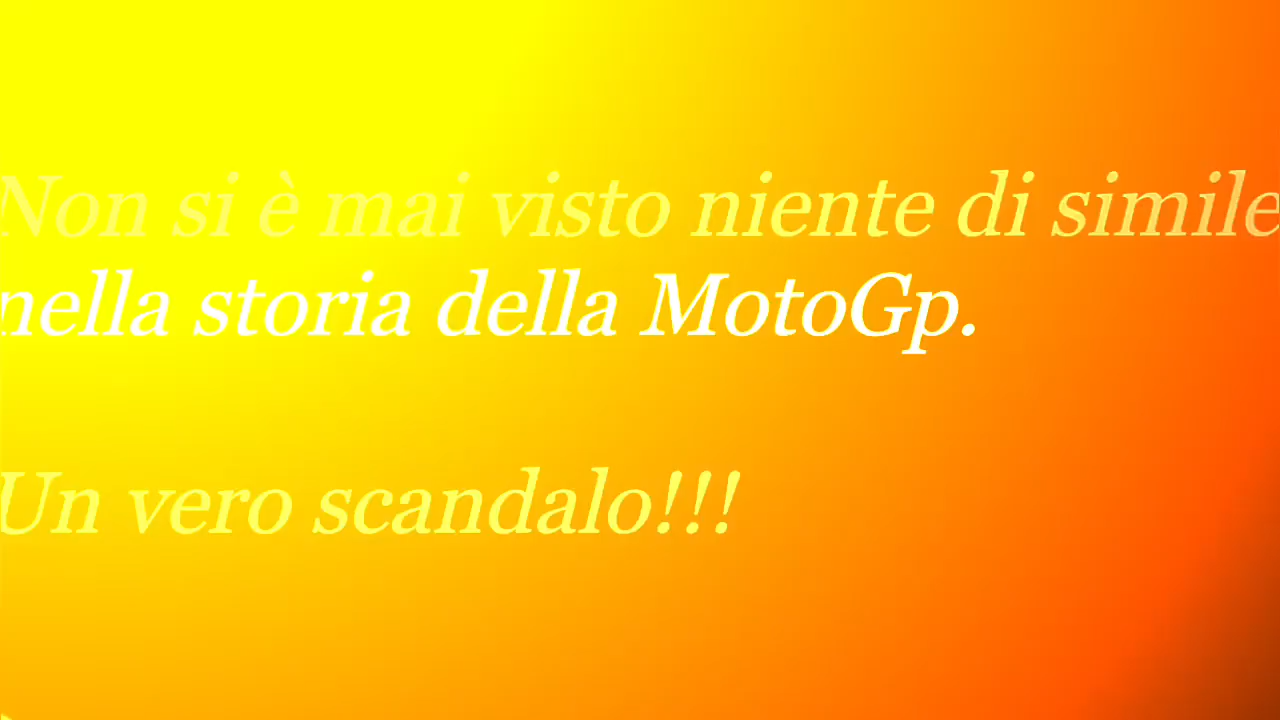 Non si è mai visto niente di simile
nella storia della MotoGp.
Un vero scandalo!!!